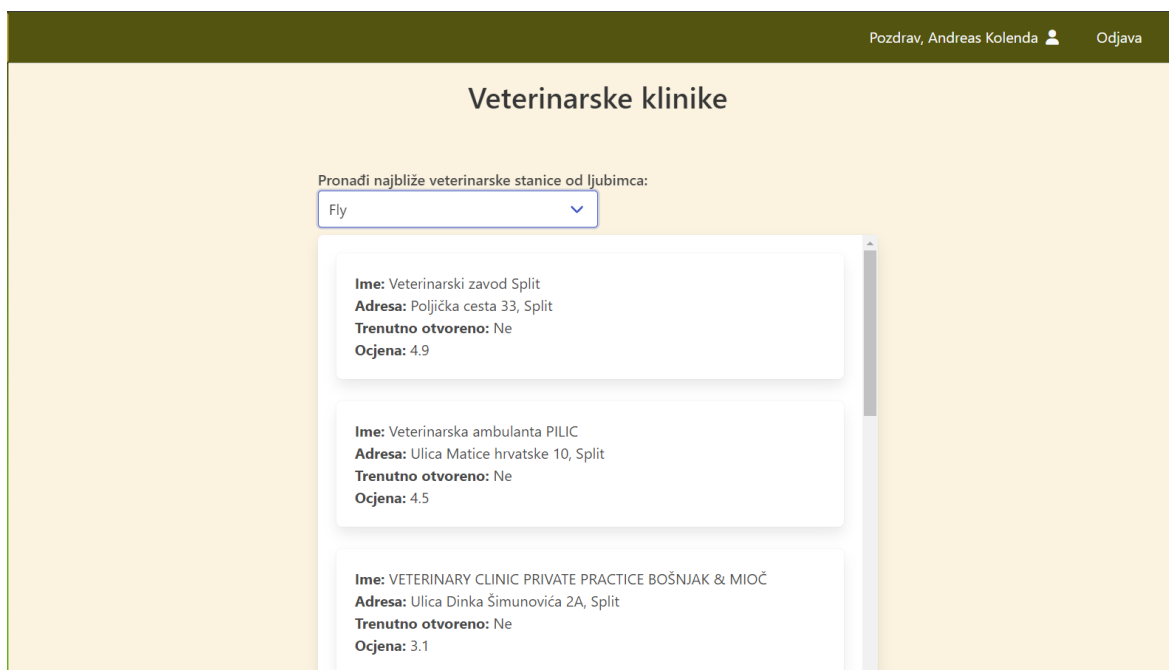 Pozdrav, Andreas Kolenda
Odjava
Veterinarske klinike
Pronađi najbliže veterinarske stanice od ljubimca:
Fly
Ime: Veterinarski zavod Split
Adresa: Poljička cesta 33, Split
Trenutno otvoreno: Ne
Ocjena: 4.9
Ime: Veterinarska ambulanta PILIC
Adresa: Ulica Matice hrvatske 10, Split
Trenutno otvoreno: Ne
Ocjena: 4.5
Ime: VETERINARY CLINIC PRIVATE PRACTICE BOŠNJAK & MIOČ
Adresa: Ulica Dinka Šimunovića 2A, Split
Trenutno otvoreno: Ne
Ocjena: 3.1